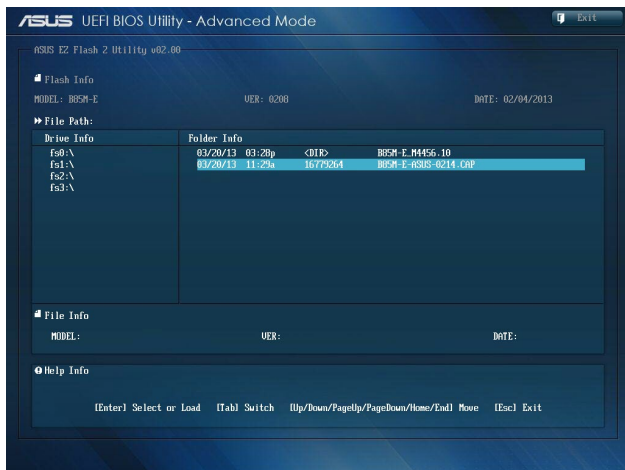 ASUS UEFI BIOS Utility - Advanced Mode
Exit
ASUS EZ Flash 2 Utility v02.00
Flash Info
MODEL: B85M-E VER: 0208 DATE: 02/04/2013
File Path:
Drive Info Folder Info
fs0:\ 03/20/13 03:28p <DIR> B85M-E_M4456.10
fs1:\ 03/20/13 11:29a 16779264 B85M-E-ASUS-0214.CAP
fs2:\
fs3:\
File Info
MODEL: VER: DATE:
Help Info
[Enter] Select or Load [Tab] Switch [Up/Down/PageUp/PageDown/Home/End] Move [Esc] Exit